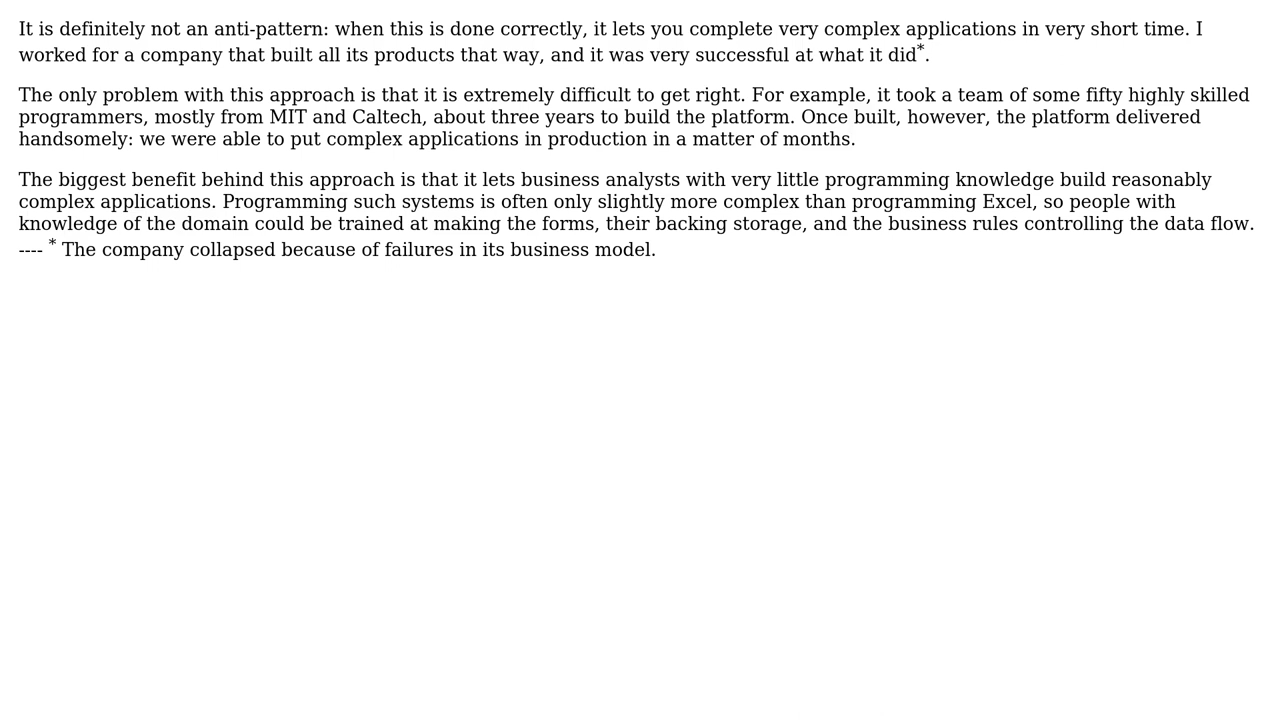 It is definitely not an anti-pattern: when this is done correctly, it lets you complete very complex applications in very short time. I
worked for a company that built all its products that way, and it was very successful at what it did*.
The only problem with this approach is that it is extremely difficult to get right. For example, it took a team of some fifty highly skilled
programmers, mostly from MIT and Caltech, about three years to build the platform. Once built, however, the platform delivered
handsomely: we were able to put complex applications in production in a matter of months.
The biggest benefit behind this approach is that it lets business analysts with very little programming knowledge build reasonably
complex applications. Programming such systems is often only slightly more complex than programming Excel, so people with
knowledge of the domain could be trained at making the forms, their backing storage, and the business rules controlling the data flow.
---- * The company collapsed because of failures in its business model.